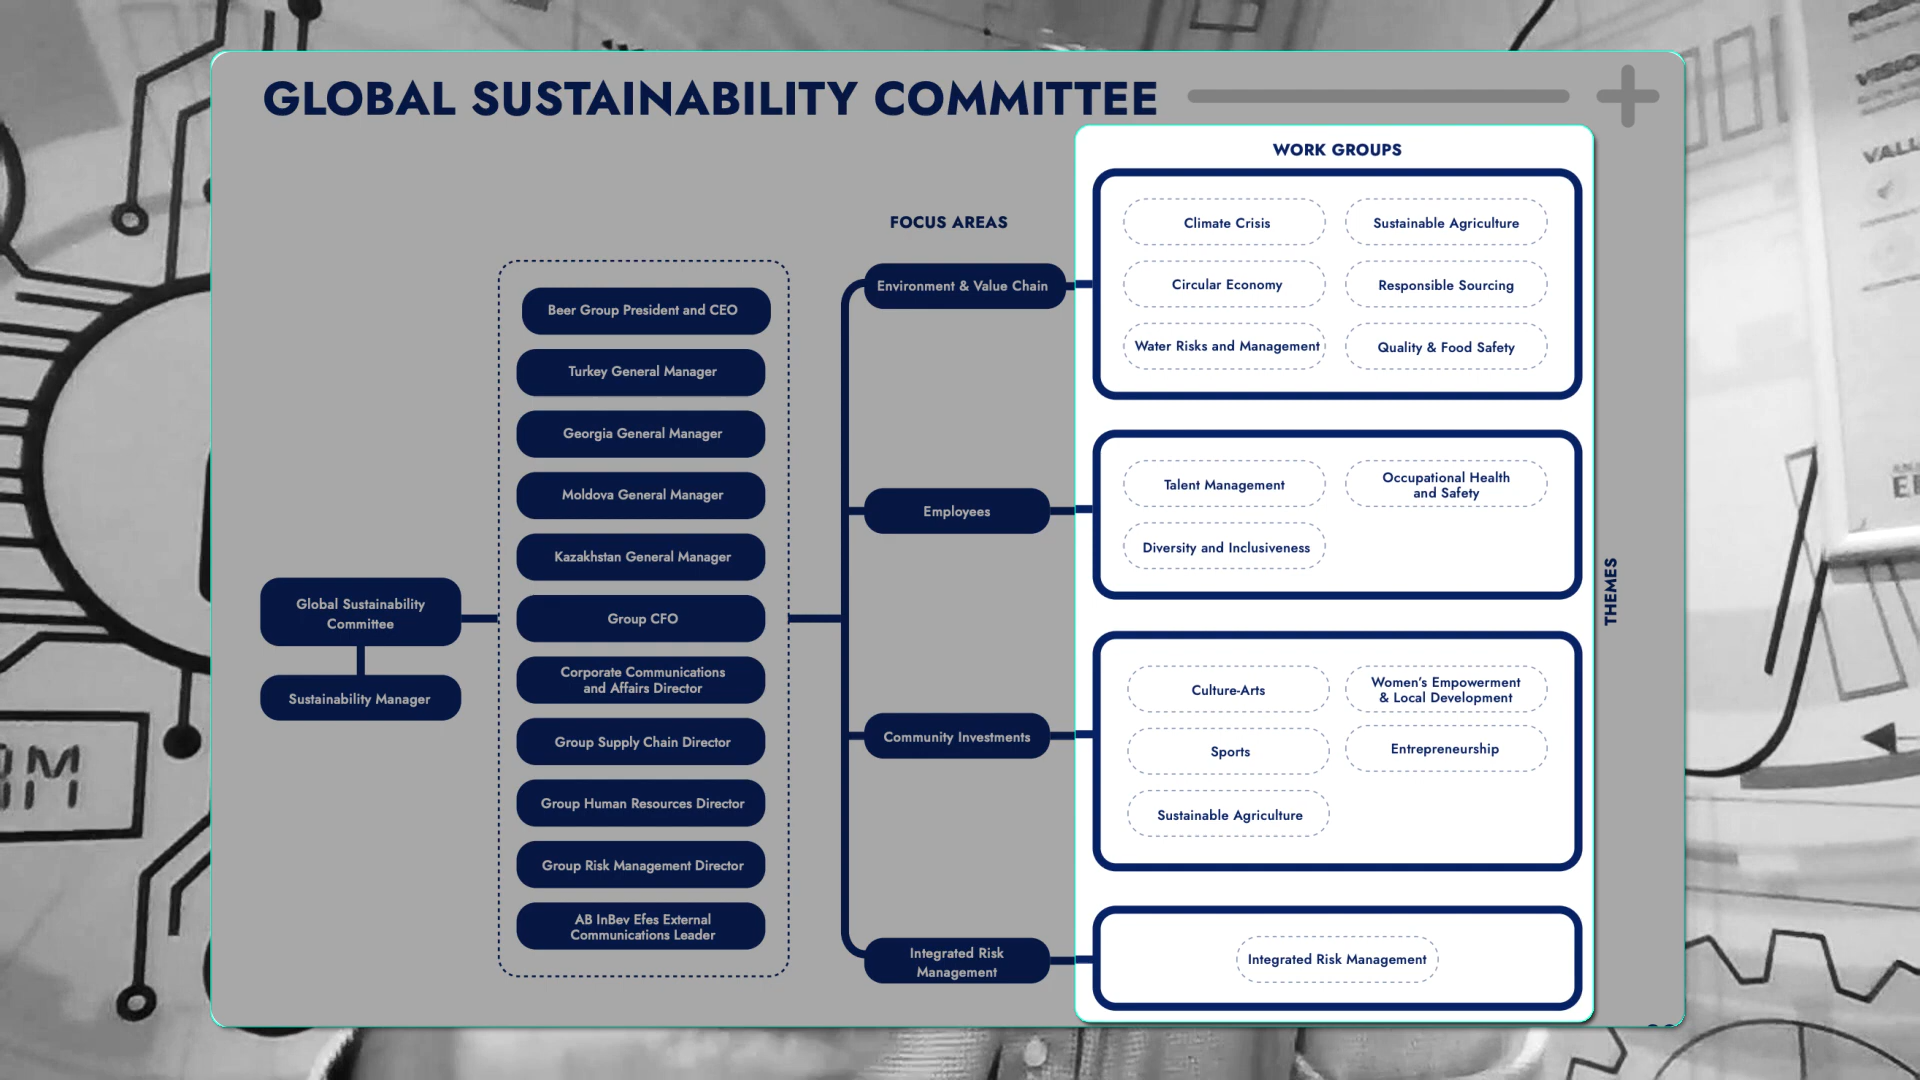 GLOBAL SUSTAINABILITY COMMITTEE
WORK GROUPS
FOCUS AREAS
Global Sustainability
Committee
Sustainability Manager
Beer Group President and CEO
Turkey General Manager
Georgia General Manager
Moldova General Manager
Kazakhstan General Manager
Group CFO
Corporate Communications
and Affairs Director
Group Supply Chain Director
Group Human Resources Director
Group Risk Management Director
AB InBev Efes External
Communications Leader
Environment & Value Chain
Employees
Community Investments
Integrated Risk
Management
Climate Crisis
Sustainable Agriculture
Circular Economy
Responsible Sourcing
Water Risks and Management
Quality & Food Safety
Talent Management
Occupational Health
and Safety
Diversity and Inclusiveness
Culture-Arts
Women's Empowerment
& Local Development
Sports
Entrepreneurship
Sustainable Agriculture
Integrated Risk Management
THEMES